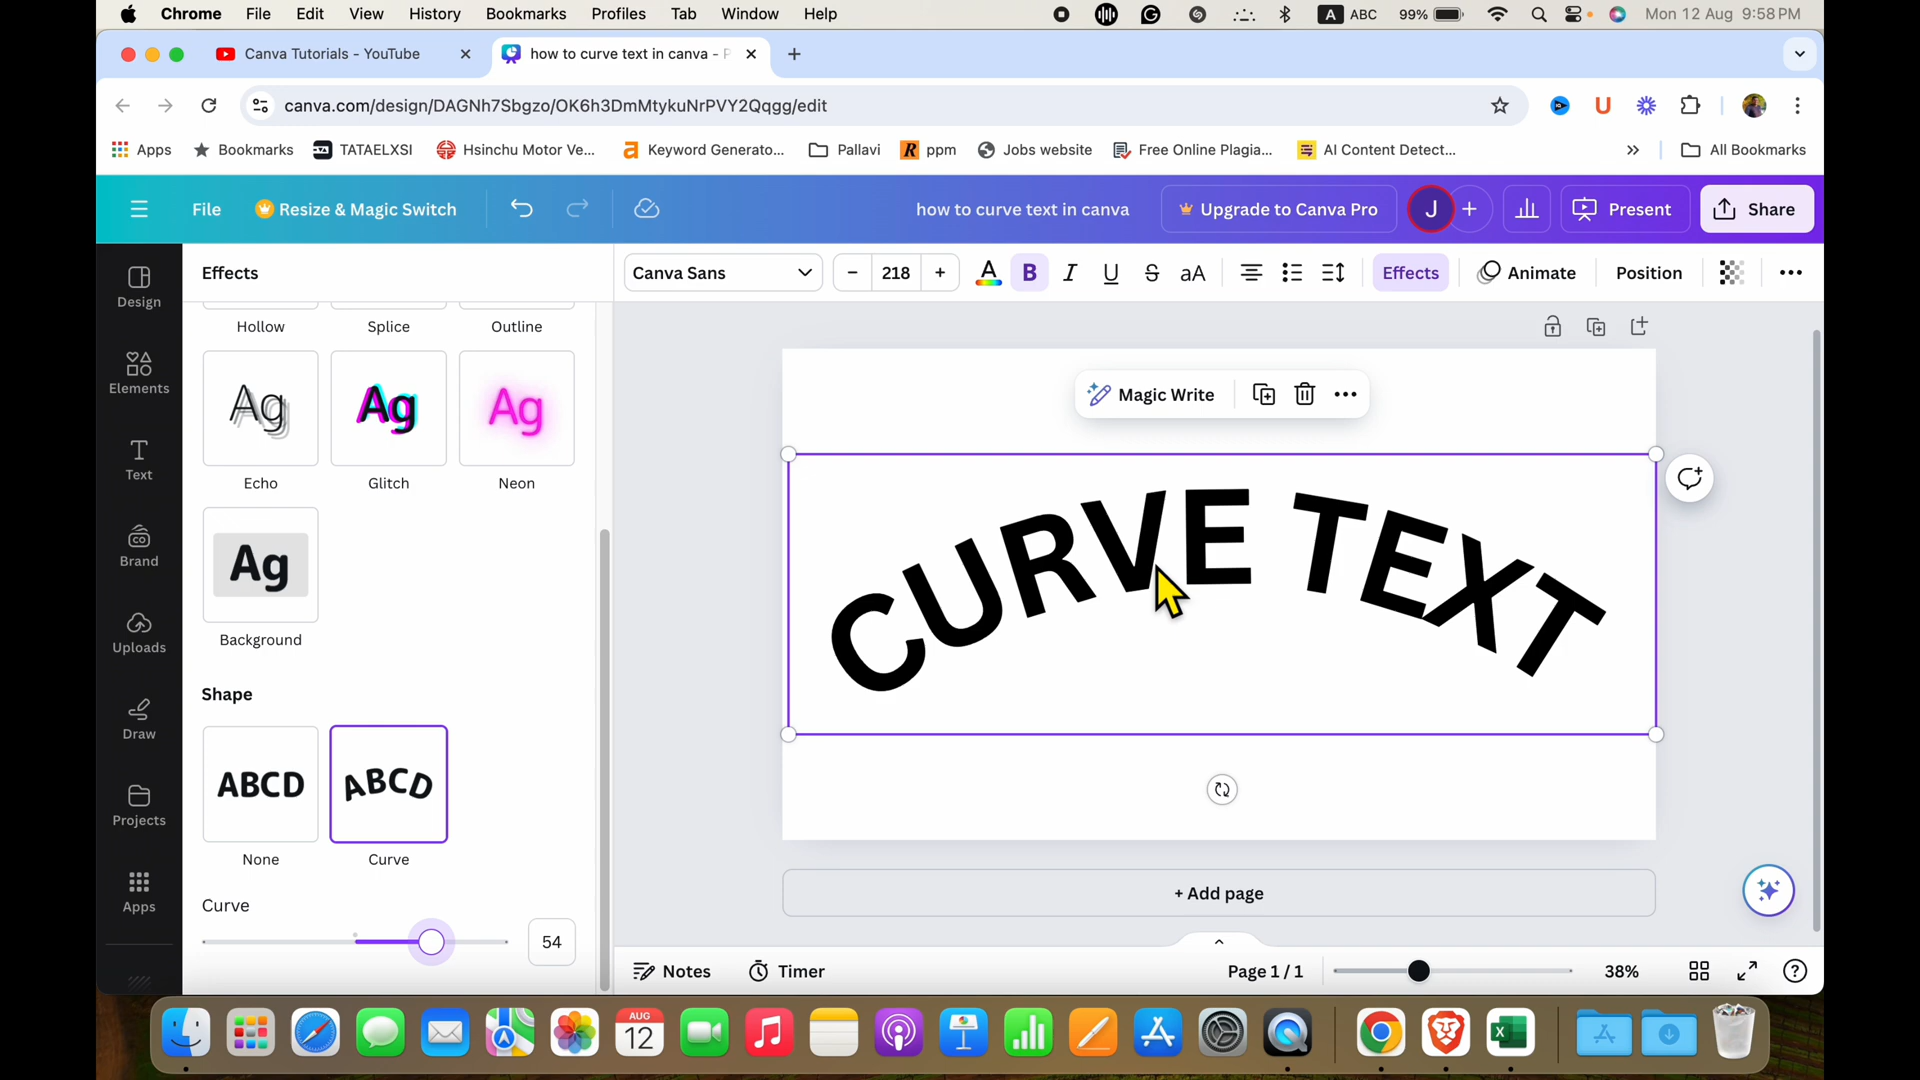 Chrome File Edit View History Bookmarks Profiles Tab Window Help A ABC 99% Mon 12 Aug 9:58 PM
Canva Tutorials - YouTube how to curve text in canva - P
canva.com/design/DAGNh7Sbgzo/OK6h3DmMtykuNrPVY2Qqgg/edit
Apps Bookmarks TATAELXSI Hsinchu Motor Ve... Keyword Generato... Pallavi ppm Jobs website Free Online Plagia... AI Content Detect... » All Bookmarks
File Resize & Magic Switch how to curve text in canva Upgrade to Canva Pro J + Present Share
Effects Canva Sans − 218 + A B I U S aA Effects Animate Position
Design
Elements
Text
Brand
Uploads
Draw
Projects
Apps
Hollow Splice Outline
Ag Ag Ag
Echo Glitch Neon
Ag
Background
Shape
ABCD ABCD
None Curve
Curve
54
Magic Write
CURVE TEXT
+ Add page
Notes Timer Page 1 / 1 38%
AUG
12